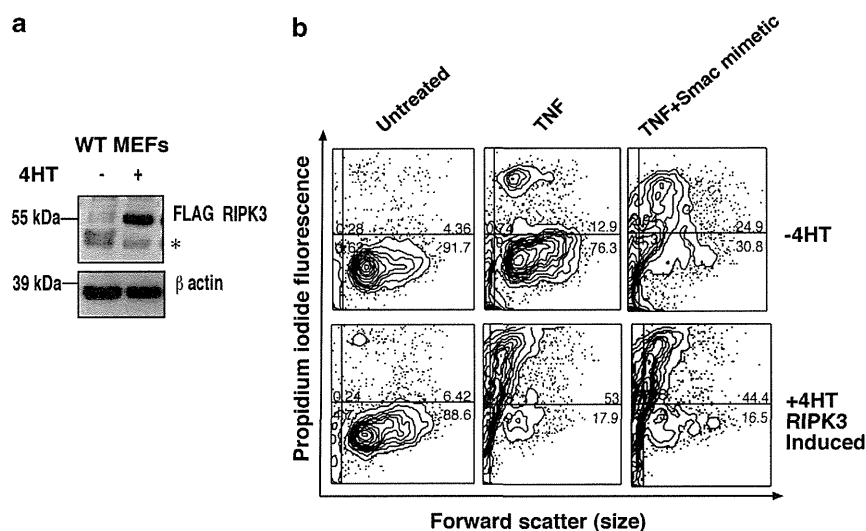 a
WT MEFs
4HT - +
55 kDa
FLAG RIPK3
*
39 kDa
β actin
b
Untreated
TNF
TNF+Smac mimetic
Propidium iodide fluorescence
0.28 4.36
91.7
12.9
76.3
24.9
30.8
-4HT
0.24 6.42
88.6
53
17.9
44.4
16.5
+4HT
RIPK3
Induced
Forward scatter (size)